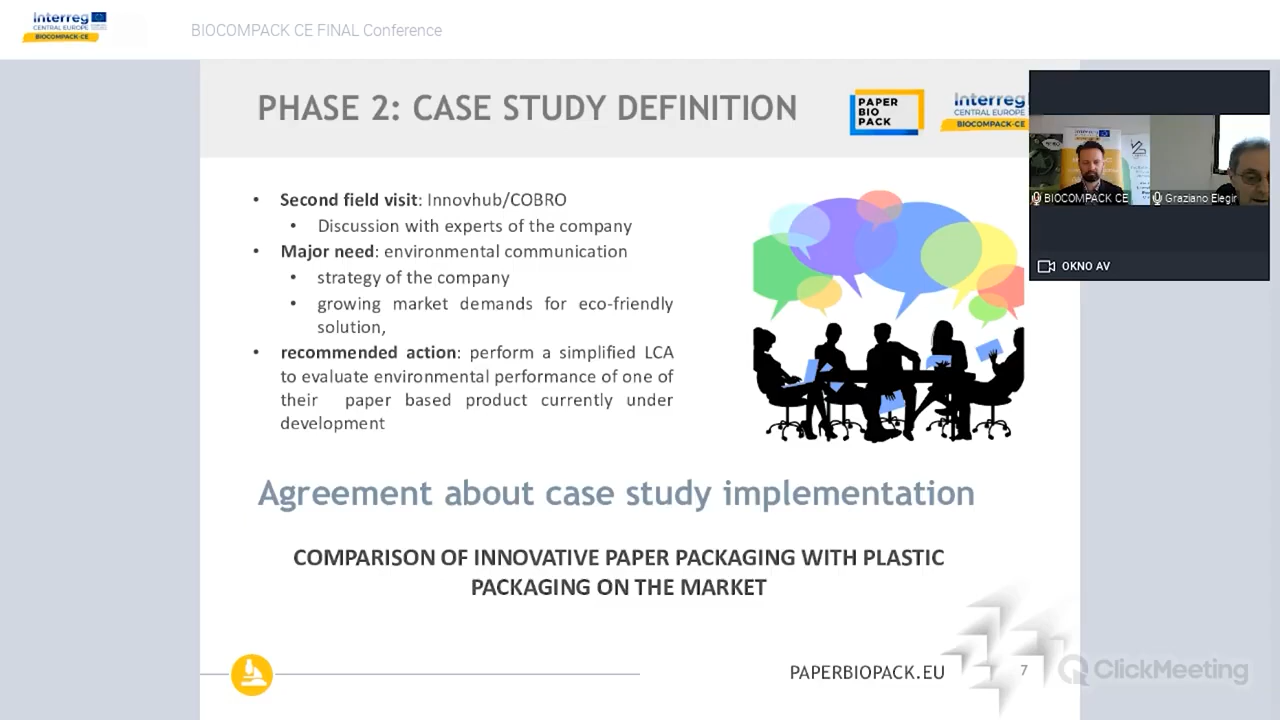 Interreg
CENTRAL EUROPE
BIOCOMPACK-CE
BIOCOMPACK CE FINAL Conference
PHASE 2: CASE STUDY DEFINITION
PAPER
BIO
PACK
Interreg
CENTRAL EUROPE
BIOCOMPACK-CE
BIOCOMPACK CE
Graziano Elegir
OKNO AV
• Second field visit: Innovhub/COBRO
• Discussion with experts of the company
• Major need: environmental communication
• strategy of the company
• growing market demands for eco-friendly
solution,
• recommended action: perform a simplified LCA
to evaluate environmental performance of one of
their paper based product currently under
development
Agreement about case study implementation
COMPARISON OF INNOVATIVE PAPER PACKAGING WITH PLASTIC
PACKAGING ON THE MARKET
PAPERBIOPACK.EU
7
ClickMeeting